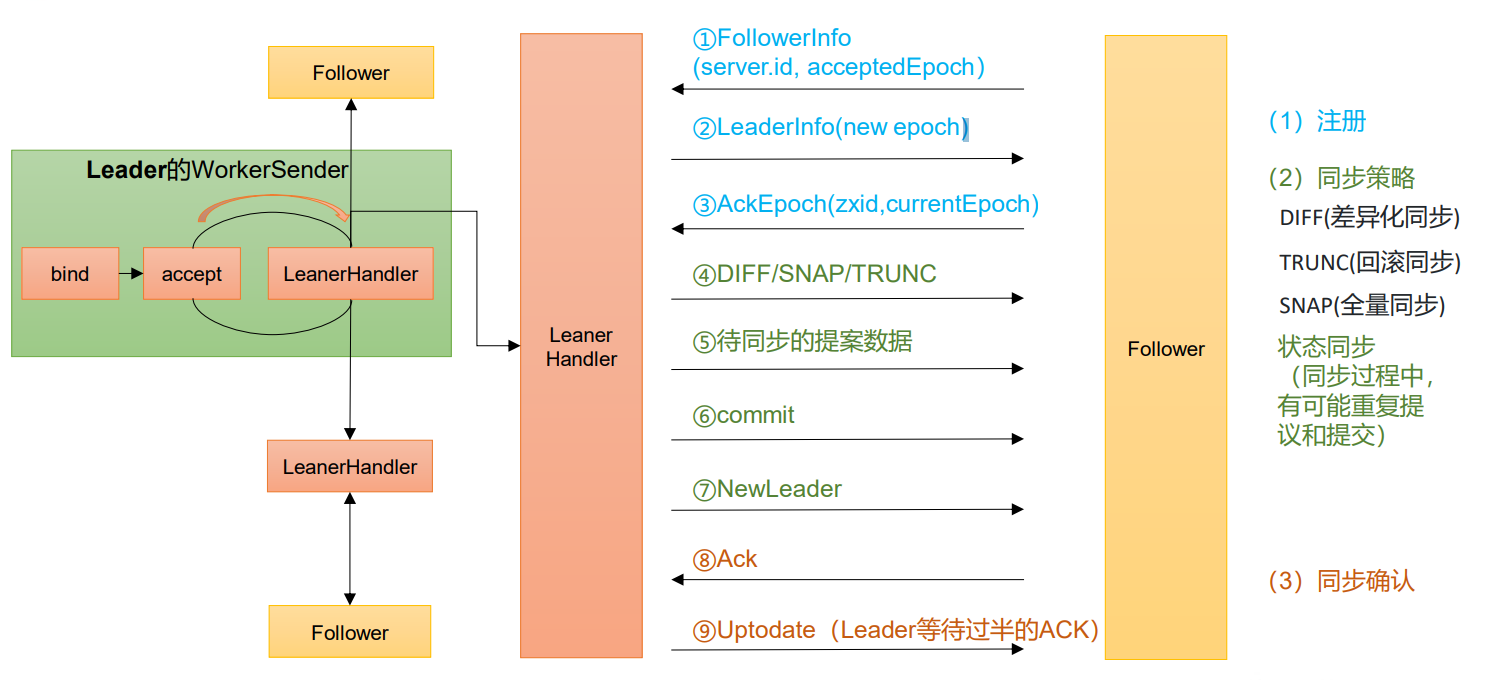 Follower
Leader的WorkerSender
bind
accept
LeanerHandler
LeanerHandler
Follower
Leaner
Handler
①FollowerInfo
(server.id, acceptedEpoch）
②LeaderInfo(new epoch)
③AckEpoch(zxid,currentEpoch）
④DIFF/SNAP/TRUNC
⑤待同步的提案数据
⑥commit
⑦NewLeader
⑧Ack
⑨Uptodate（Leader等待过半的ACK）
Follower
（1）注册
（2）同步策略
DIFF(差异化同步)
TRUNC(回滚同步)
SNAP(全量同步)
状态同步
（同步过程中，
有可能重复提
议和提交）
（3）同步确认